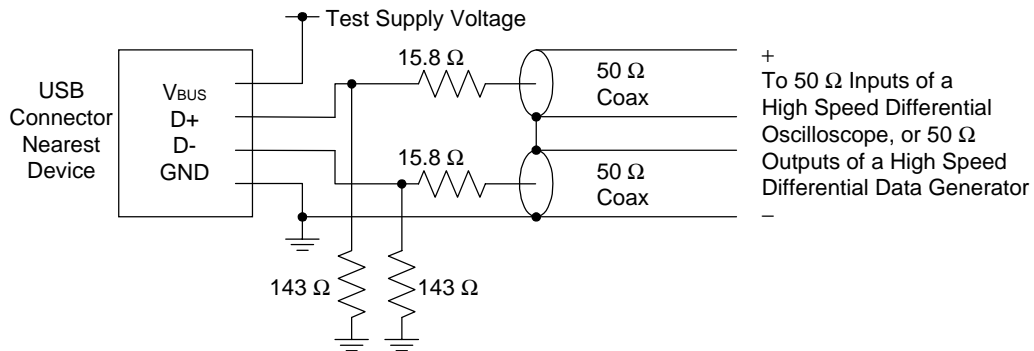 Test Supply Voltage
15.8 Ω
USB
Connector
Nearest
Device
VBUS
D+
D-
GND
50 Ω
Coax
15.8 Ω
50 Ω
Coax
+
To 50 Ω Inputs of a
High Speed Differential
Oscilloscope, or 50 Ω
Outputs of a High Speed
Differential Data Generator
−
143 Ω
143 Ω